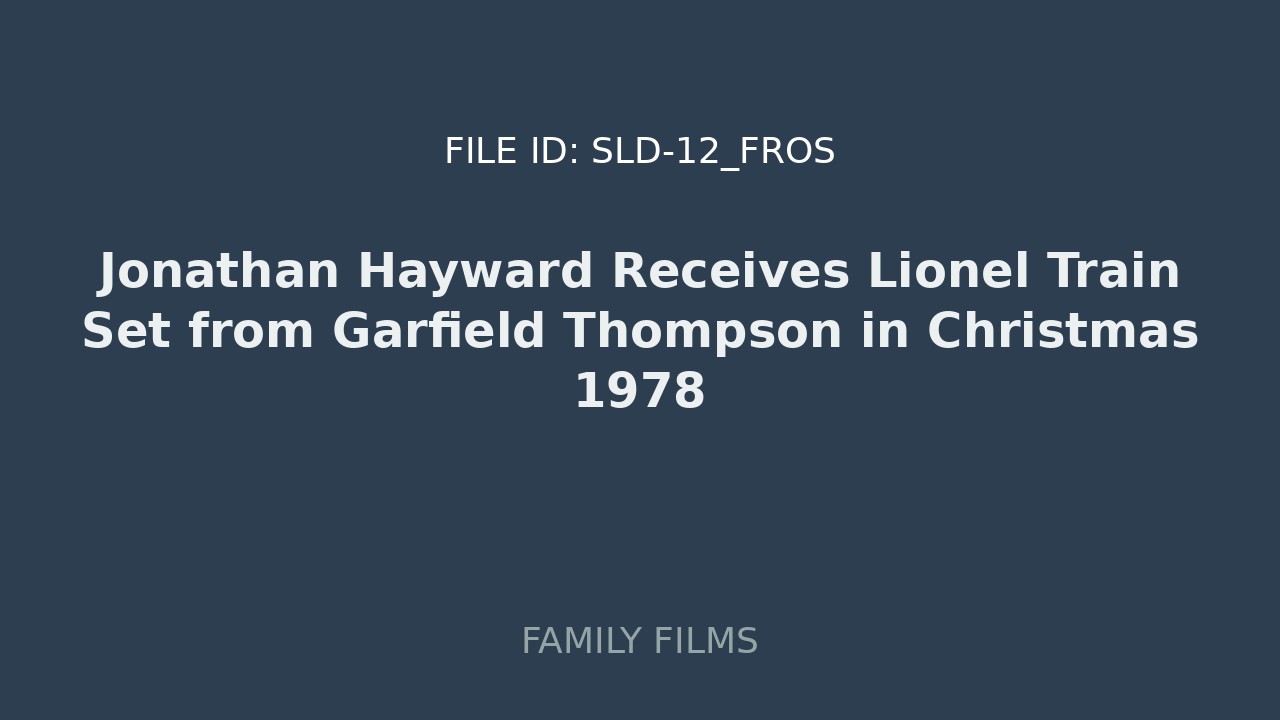 FILE ID: SLD-12_FROS
Jonathan Hayward Receives Lionel Train
Set from Garfield Thompson in Christmas
1978
FAMILY FILMS